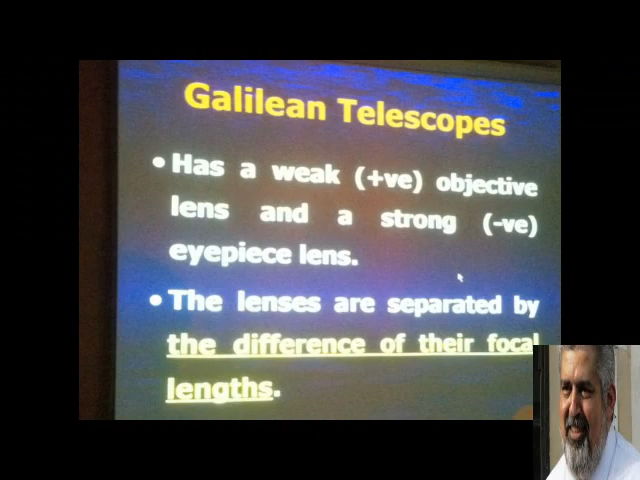 Galilean Telescopes
• Has a weak (+ve) objective
lens and a strong (-ve)
eyepiece lens.
• The lenses are separated by
the difference of their focal
lengths.